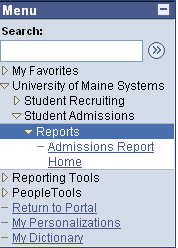 Menu
Search:
My Favorites
University of Maine Systems
Student Recruiting
Student Admissions
Reports
Admissions Report
Home
Reporting Tools
PeopleTools
Return to Portal
My Personalizations
My Dictionary